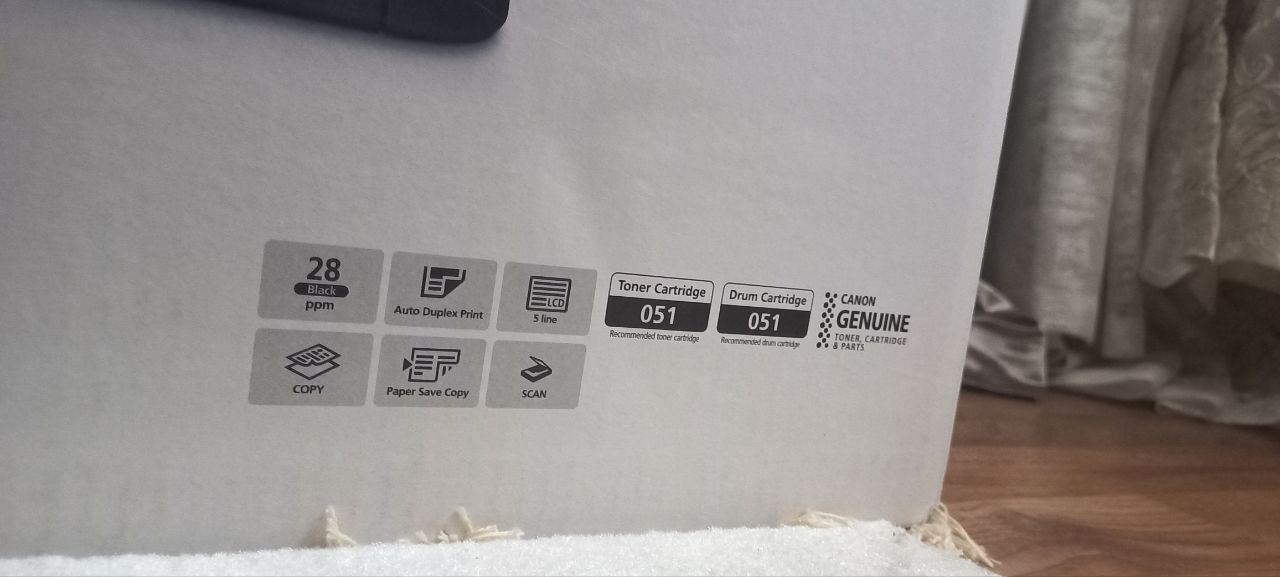 28
Black
ppm
Auto Duplex Print
LCD
5 line
COPY
Paper Save Copy
SCAN
Toner Cartridge
051
Recommended toner cartridge
Drum Cartridge
051
Recommended drum cartridge
CANON
GENUINE
TONER, CARTRIDGE
& PARTS